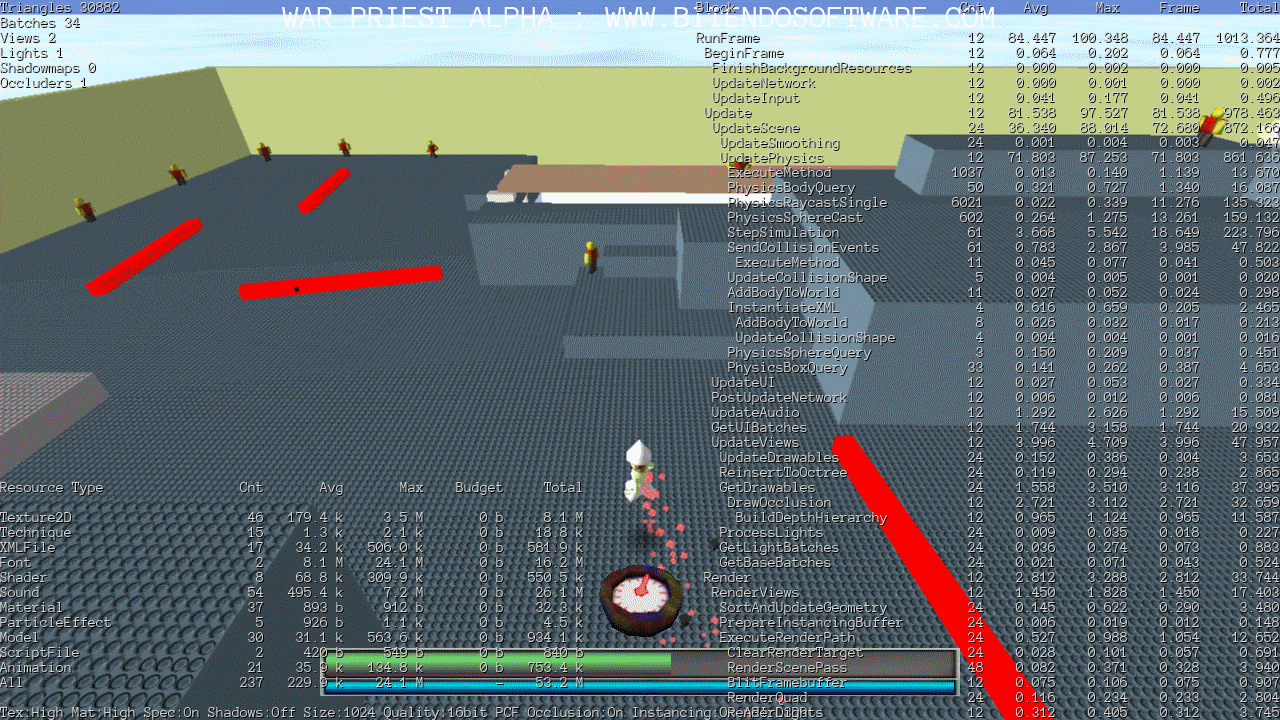 WAR PRIEST ALPHA : WWW.BITENDOSOFTWARE.COM
Triangles 30882
Batches 34
Views 2
Lights 1
Shadowmaps 0
Occluders 1
Block Cnt Avg Max Frame Total
RunFrame 12 84.447 100.348 84.447 1013.364
BeginFrame 12 0.064 0.202 0.064 0.777
FinishBackgroundResources 12 0.000 0.002 0.000 0.005
UpdateNetwork 12 0.000 0.001 0.000 0.002
UpdateInput 12 0.041 0.177 0.041 0.496
Update 12 81.538 97.527 81.538 978.463
UpdateScene 24 36.340 88.014 72.680 872.166
UpdateSmoothing 24 0.001 0.004 0.003 0.047
UpdatePhysics 12 71.803 87.253 71.803 861.630
ExecuteMethod 1037 0.013 0.140 1.139 13.670
PhysicsBodyQuery 50 0.321 0.727 1.340 16.087
PhysicsRaycastSingle 6021 0.022 0.339 11.276 135.323
PhysicsSphereCast 602 0.264 1.275 13.261 159.132
StepSimulation 61 3.668 5.542 18.649 223.796
SendCollisionEvents 61 0.783 2.867 3.985 47.822
ExecuteMethod 11 0.045 0.077 0.041 0.503
UpdateCollisionShape 5 0.004 0.005 0.001 0.020
AddBodyToWorld 11 0.027 0.052 0.024 0.298
InstantiateXML 4 0.616 0.659 0.205 2.465
AddBodyToWorld 8 0.026 0.032 0.017 0.213
UpdateCollisionShape 4 0.004 0.004 0.001 0.016
PhysicsSphereQuery 3 0.150 0.209 0.037 0.451
PhysicsBoxQuery 33 0.141 0.262 0.387 4.653
UpdateUI 12 0.027 0.053 0.027 0.334
PostUpdateNetwork 12 0.006 0.012 0.006 0.081
UpdateAudio 12 1.292 2.626 1.292 15.509
GetUIBatches 12 1.744 3.158 1.744 20.932
UpdateViews 12 3.996 4.709 3.996 47.957
UpdateDrawables 24 0.152 0.386 0.304 3.653
ReinsertToOctree 24 0.119 0.294 0.238 2.865
GetDrawables 24 1.558 3.510 3.116 37.395
DrawOcclusion 12 2.721 3.112 2.721 32.659
BuildDepthHierarchy 12 0.965 1.124 0.965 11.587
ProcessLights 24 0.009 0.035 0.018 0.227
GetLightBatches 24 0.036 0.074 0.073 0.883
GetBaseBatches 24 0.021 0.071 0.043 0.524
Render 12 2.812 3.288 2.812 33.744
RenderViews 12 1.450 1.828 1.450 17.403
SortAndUpdateGeometry 24 0.145 0.622 0.290 3.480
PrepareInstancingBuffer 24 0.006 0.019 0.012 0.148
ExecuteRenderPath 24 0.527 0.868 1.054 12.652
ClearRenderTarget 24 0.028 0.101 0.057 0.691
RenderScenePass 48 0.082 0.371 0.328 3.940
BlitFramebuffer 12 0.075 0.106 0.075 0.907
RenderQuad 24 0.116 0.234 0.233 2.804
RenderLights 12 0.312 0.405 0.312 3.745
Resource Type Cnt Avg Max Budget Total
Texture2D 46 179.4 k 3.5 M 0 b 8.1 M
Technique 15 1.3 k 2.1 k 0 b 18.8 k
XMLFile 17 34.2 k 506.0 k 0 b 581.9 k
Font 2 8.1 M 24.1 M 0 b 16.2 M
Shader 8 68.8 k 309.9 k 0 b 550.5 k
Sound 54 495.4 k 7.2 M 0 b 26.1 M
Material 37 893 b 912 b 0 b 32.3 k
ParticleEffect 5 926 b 1.1 k 0 b 4.5 k
Model 30 31.1 k 563.6 k 0 b 934.1 k
ScriptFile 2 420 b 549 b 0 b 840 b
Animation 21 35.9 k 134.8 k 0 b 753.4 k
All 237 229.9 k 24.1 M - 53.2 M
Tex:High Mat:High Spec:On Shadows:Off Size:1024 Quality:16bit PCF Occlusion:On Instancing: